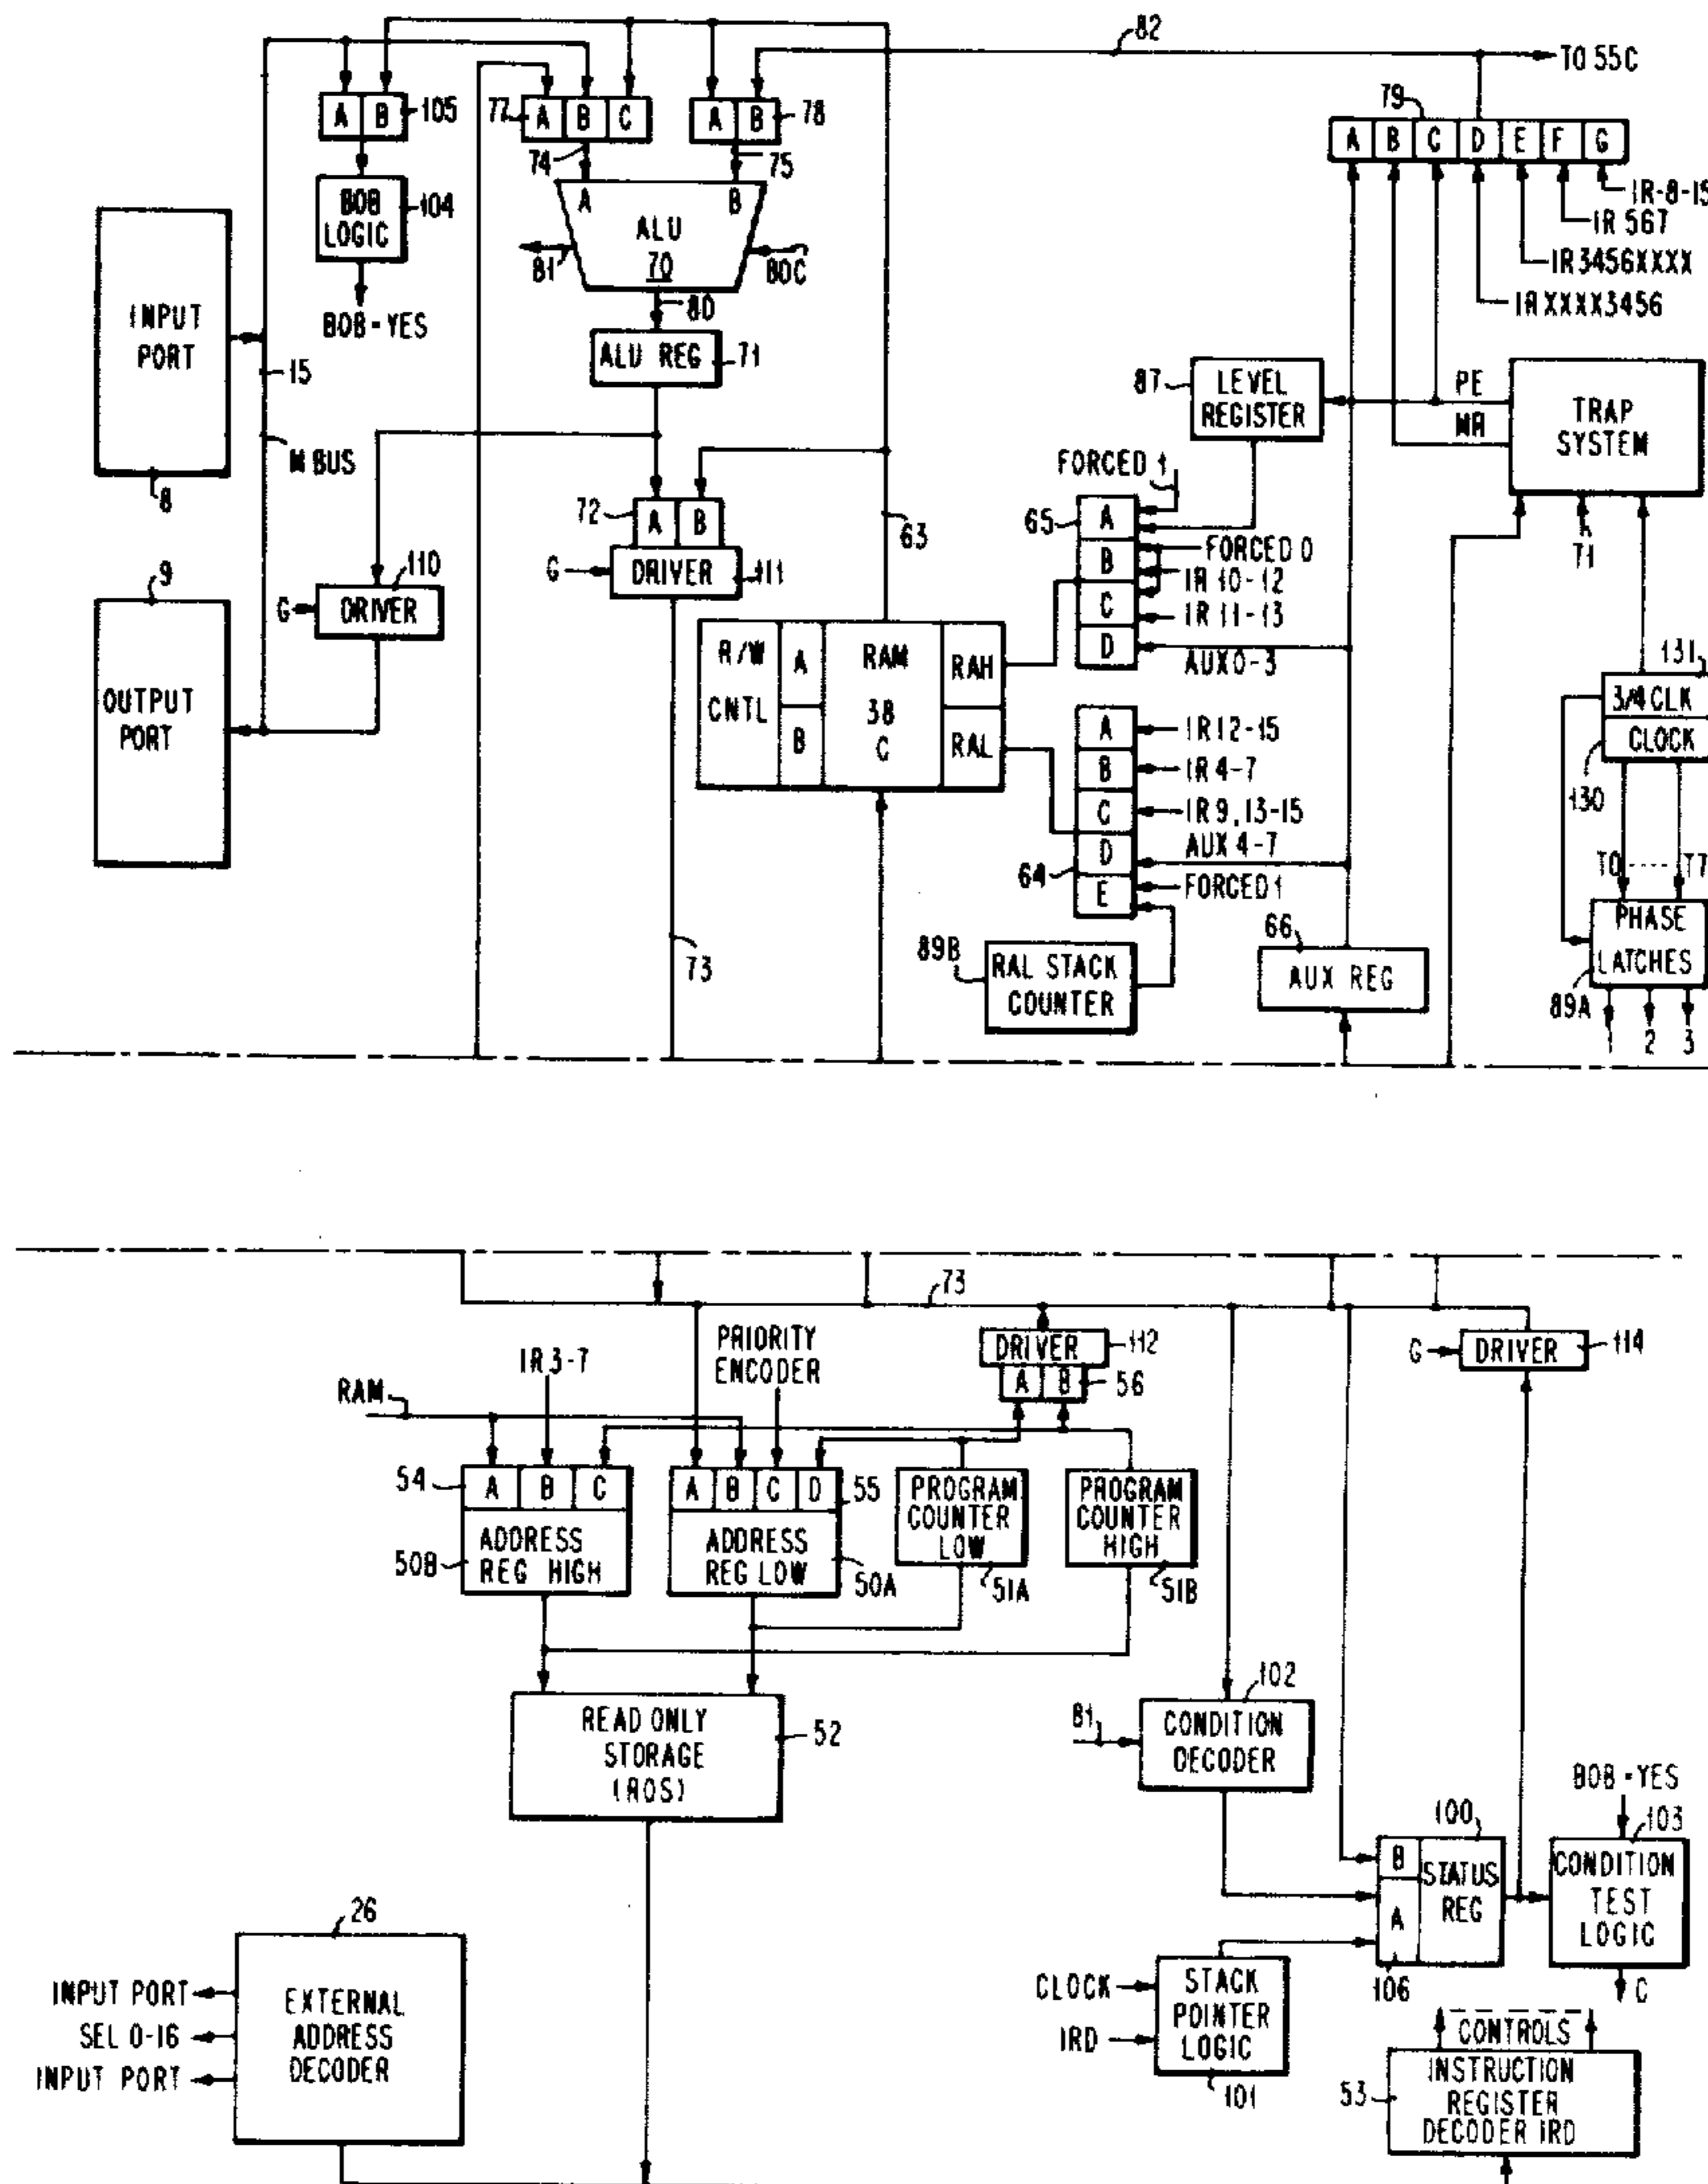 82
TO 55C
A B 105
77 A B C
A B 78
79
A B C D E F G
74
75
IR-8-15
IR 567
IR3456XXXX
IRXXXX3456
BOB
LOGIC
104
A B
ALU
70
81
80C
80
BOB=YES
INPUT
PORT
8
15
M BUS
ALU REG 71
87 LEVEL
REGISTER
PE
MA
TRAP
SYSTEM
71
FORCED 1
72 A B
G DRIVER 111
63
65
A
B
C
D
FORCED 0
IR 10-12
IR 11-13
AUX 0-3
9
OUTPUT
PORT
110
G DRIVER
R/W
CNTL
A
B
RAM
38
C
RAH
RAL
131
3/4 CLK
CLOCK
130
T0 ---- T7
A
B
C
D
E
64
IR12-15
IR 4-7
IR 9,13-15
AUX 4-7
FORCED 1
73
89B
RAL STACK
COUNTER
66
AUX REG
PHASE
LATCHES
89A
1 2 3
73
PRIORITY
ENCODER
IR3-7
RAM
DRIVER 112
A B 56
G DRIVER 114
54 A B C
A B C D 55
50B
ADDRESS
REG HIGH
ADDRESS
REG LOW
50A
PROGRAM
COUNTER
LOW
51A
PROGRAM
COUNTER
HIGH
51B
READ ONLY
STORAGE
(ROS)
52
102
81
CONDITION
DECODER
BOB=YES
100
103
B
A
STATUS
REG
106
CONDITION
TEST
LOGIC
C
26
INPUT PORT
SEL 0-16
INPUT PORT
EXTERNAL
ADDRESS
DECODER
CLOCK
IRD
STACK
POINTER
LOGIC
101
CONTROLS
53
INSTRUCTION
REGISTER
DECODER IRD